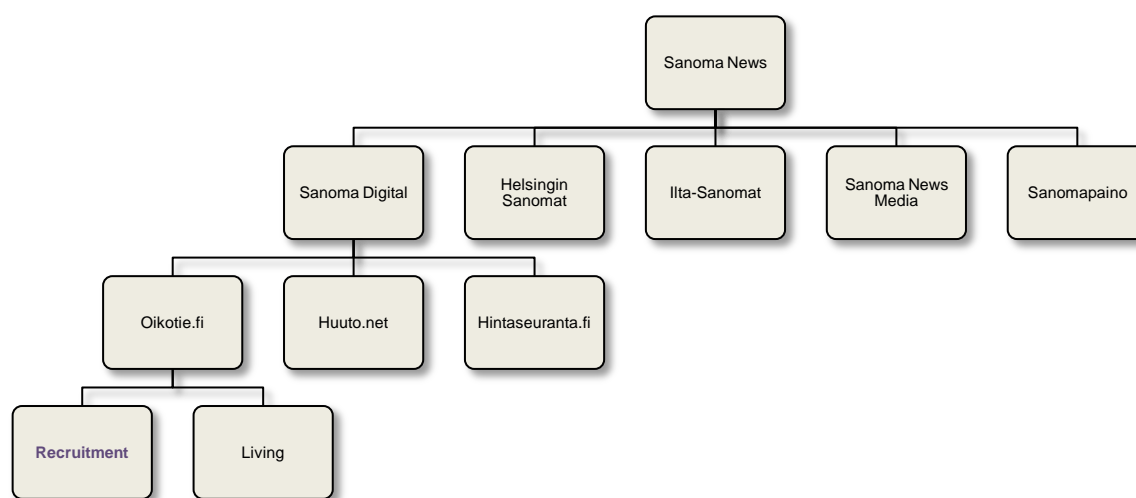 Sanoma News
Sanoma Digital
Helsingin
Sanomat
Ilta-Sanomat
Sanoma News
Media
Sanomapaino
Oikotie.fi
Huuto.net
Hintaseuranta.fi
Recruitment
Living